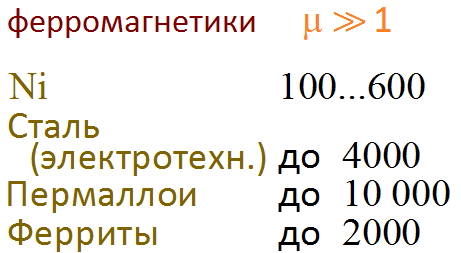 ферромагнетики μ ≫ 1
Ni 100...600
Сталь
(электротехн.) до 4000
Пермаллои до 10 000
Ферриты до 2000